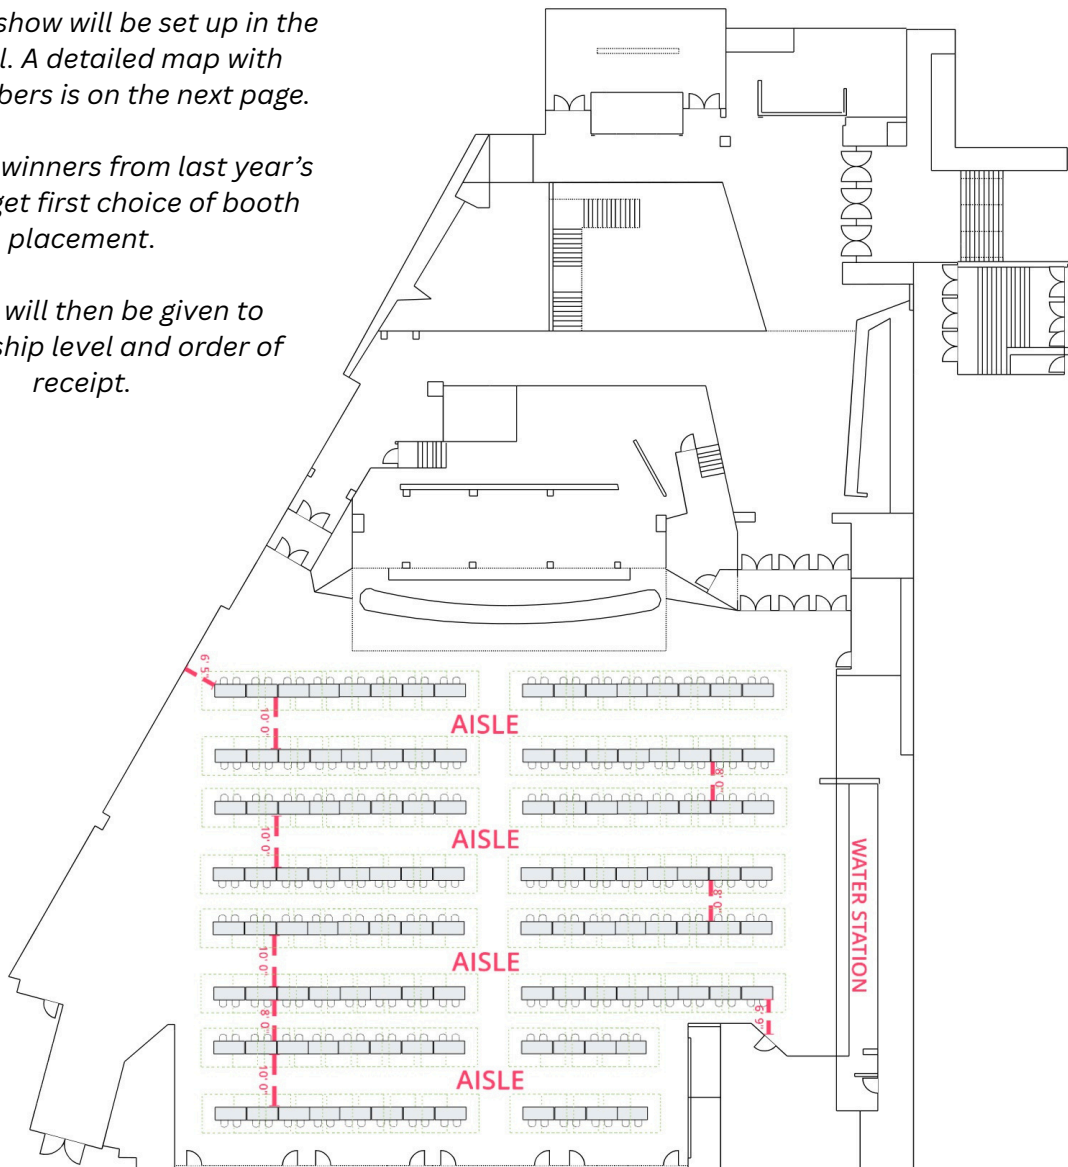 show will be set up in the
l. A detailed map with
bers is on the next page.
winners from last year’s
get first choice of booth
placement.
will then be given to
ship level and order of
receipt.
6' 5"
10' 0"
AISLE
8' 0"
10' 0"
AISLE
8' 0"
WATER STATION
10' 0"
AISLE
8' 0"
6' 9"
10' 0"
AISLE